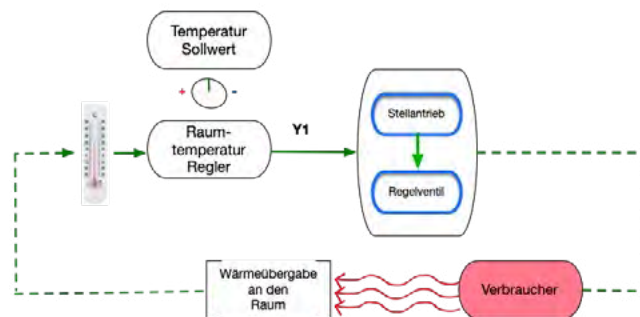 Temperatur
Sollwert
+ -
Raum-
temperatur
Regler
Y1
Stellantrieb
Regelventil
Wärmeübergabe
an den
Raum
Verbraucher